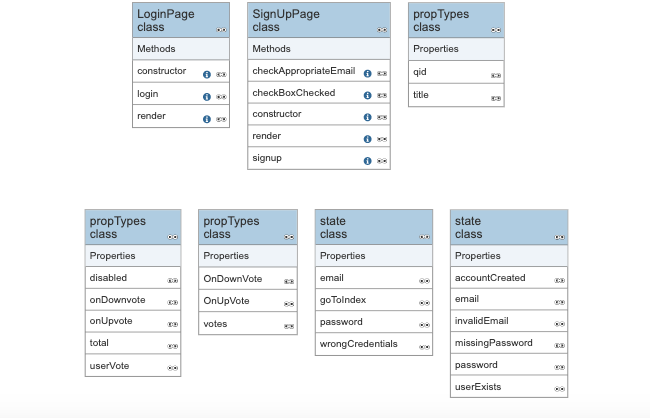 LoginPage
class
Methods
constructor
login
render
SignUpPage
class
Methods
checkAppropriateEmail
checkBoxChecked
constructor
render
signup
propTypes
class
Properties
qid
title
propTypes
class
Properties
disabled
onDownvote
onUpvote
total
userVote
propTypes
class
Properties
OnDownVote
OnUpVote
votes
state
class
Properties
email
goToIndex
password
wrongCredentials
state
class
Properties
accountCreated
email
invalidEmail
missingPassword
password
userExists